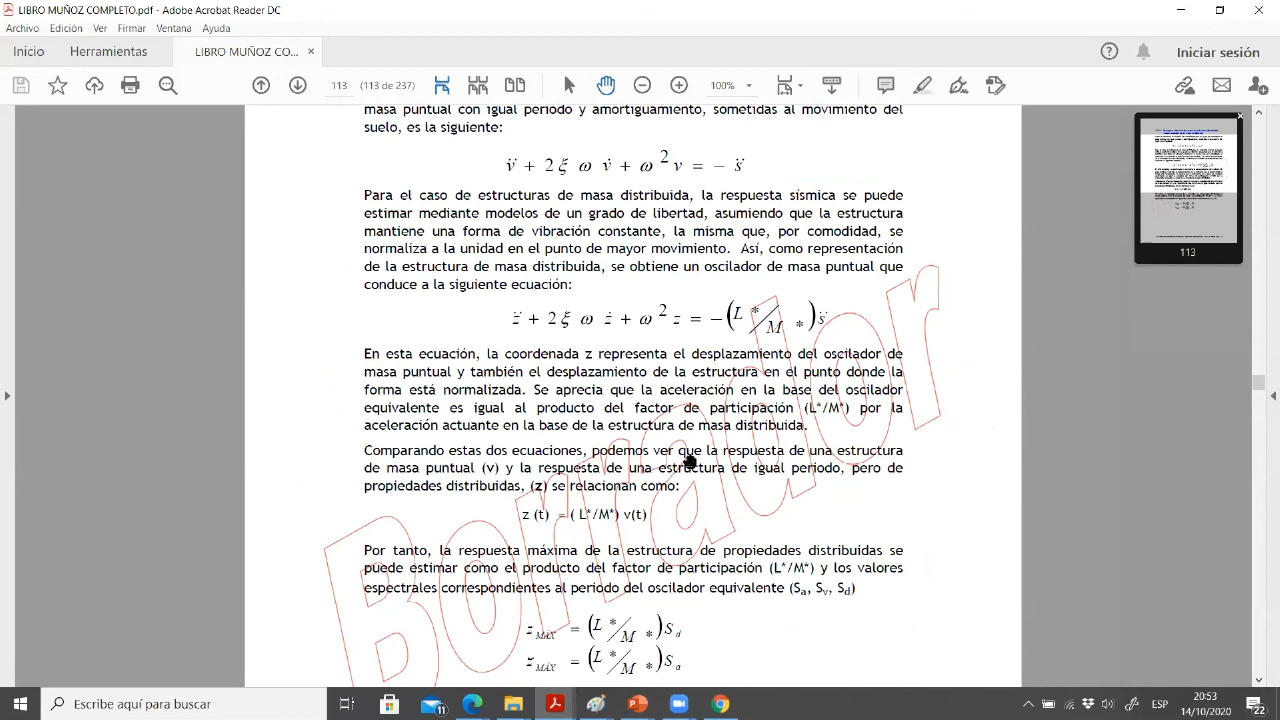 LIBRO MUÑOZ COMPLETO.pdf - Adobe Acrobat Reader DC
Archivo Edición Ver Firmar Ventana Ayuda
Inicio Herramientas LIBRO MUÑOZ CO... × Iniciar sesión
113 (113 de 237) 100%
masa puntual con igual periodo y amortiguamiento, sometidas al movimiento del
suelo, es la siguiente:
v̈ + 2 ξ ω v̇ + ω 2 v = − s̈
Para el caso de estructuras de masa distribuida, la respuesta sísmica se puede
estimar mediante modelos de un grado de libertad, asumiendo que la estructura
mantiene una forma de vibración constante, la misma que, por comodidad, se
normaliza a la unidad en el punto de mayor movimiento. Así, como representación
de la estructura de masa distribuida, se obtiene un oscilador de masa puntual que
conduce a la siguiente ecuación:
z̈ + 2 ξ ω ż + ω 2 z = − (L * / M *) s̈
En esta ecuación, la coordenada z representa el desplazamiento del oscilador de
masa puntual y también el desplazamiento de la estructura en el punto donde la
forma está normalizada. Se aprecia que la aceleración en la base del oscilador
equivalente es igual al producto del factor de participación (L*/M*) por la
aceleración actuante en la base de la estructura de masa distribuida.
Comparando estas dos ecuaciones, podemos ver que la respuesta de una estructura
de masa puntual (v) y la respuesta de una estructura de igual periodo, pero de
propiedades distribuidas, (z) se relacionan como:
z (t) = ( L*/M*) v(t)
Por tanto, la respuesta máxima de la estructura de propiedades distribuidas se
puede estimar como el producto del factor de participación (L*/M*) y los valores
espectrales correspondientes al periodo del oscilador equivalente (Sa, Sv, Sd)
z MÁX = (L * / M *) S d
z̈ MÁX = (L * / M *) S a
Borrador
113
Escribe aquí para buscar
11
ESP
20:53
14/10/2020
22